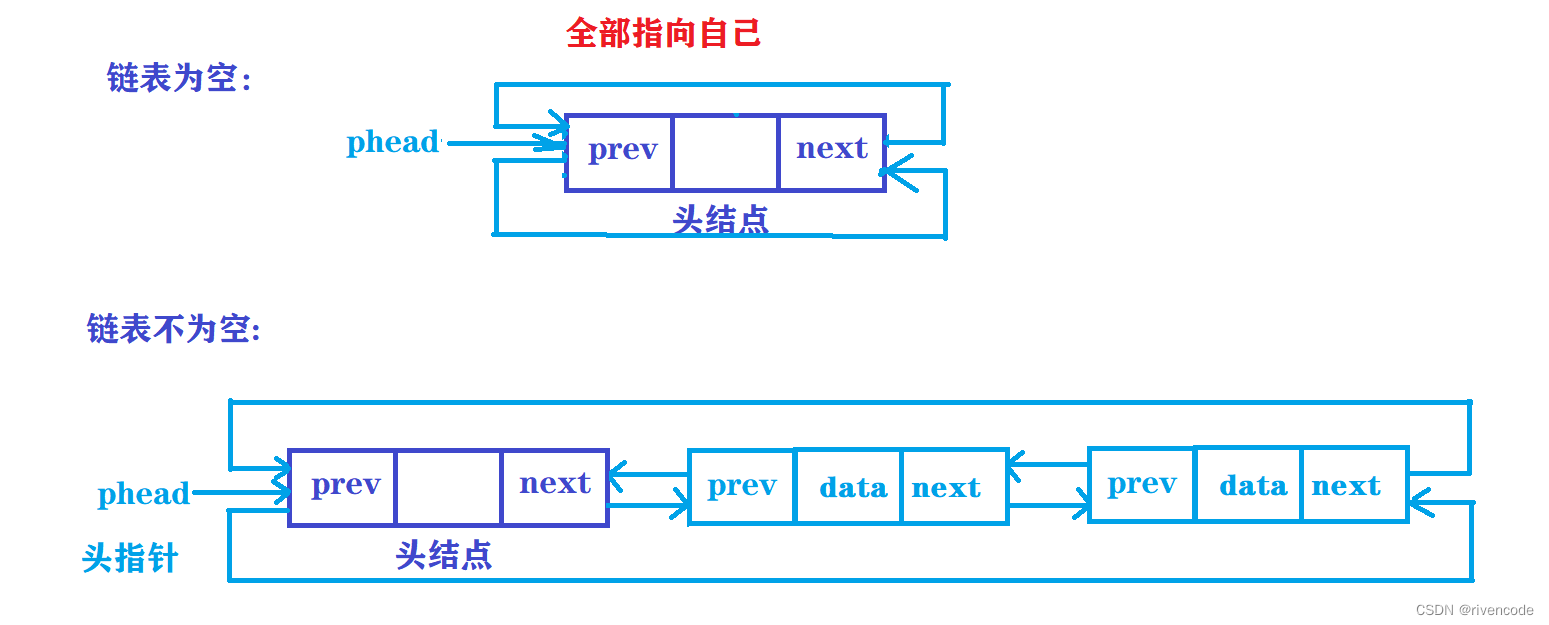 全部指向自己
链表为空:
phead
prev
next
头结点
链表不为空:
phead
prev
next
prev
data
next
prev
data
next
头指针
头结点
CSDN @rivencode